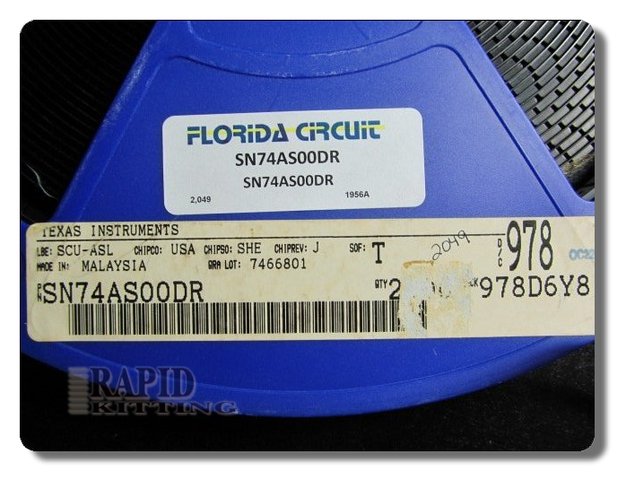 FLORIDA CIRCUIT
SN74AS00DR
SN74AS00DR
2,049 1956A
TEXAS INSTRUMENTS
LBE: SCU-ASL CHIPCO: USA CHIPSO: SHE CHIPREV: J SOF: T 2049 D/C 978
MADE IN: MALAYSIA QRA LOT: 7466801
P/N SN74AS00DR QTY 2 978D6Y8
RAPID
KITTING